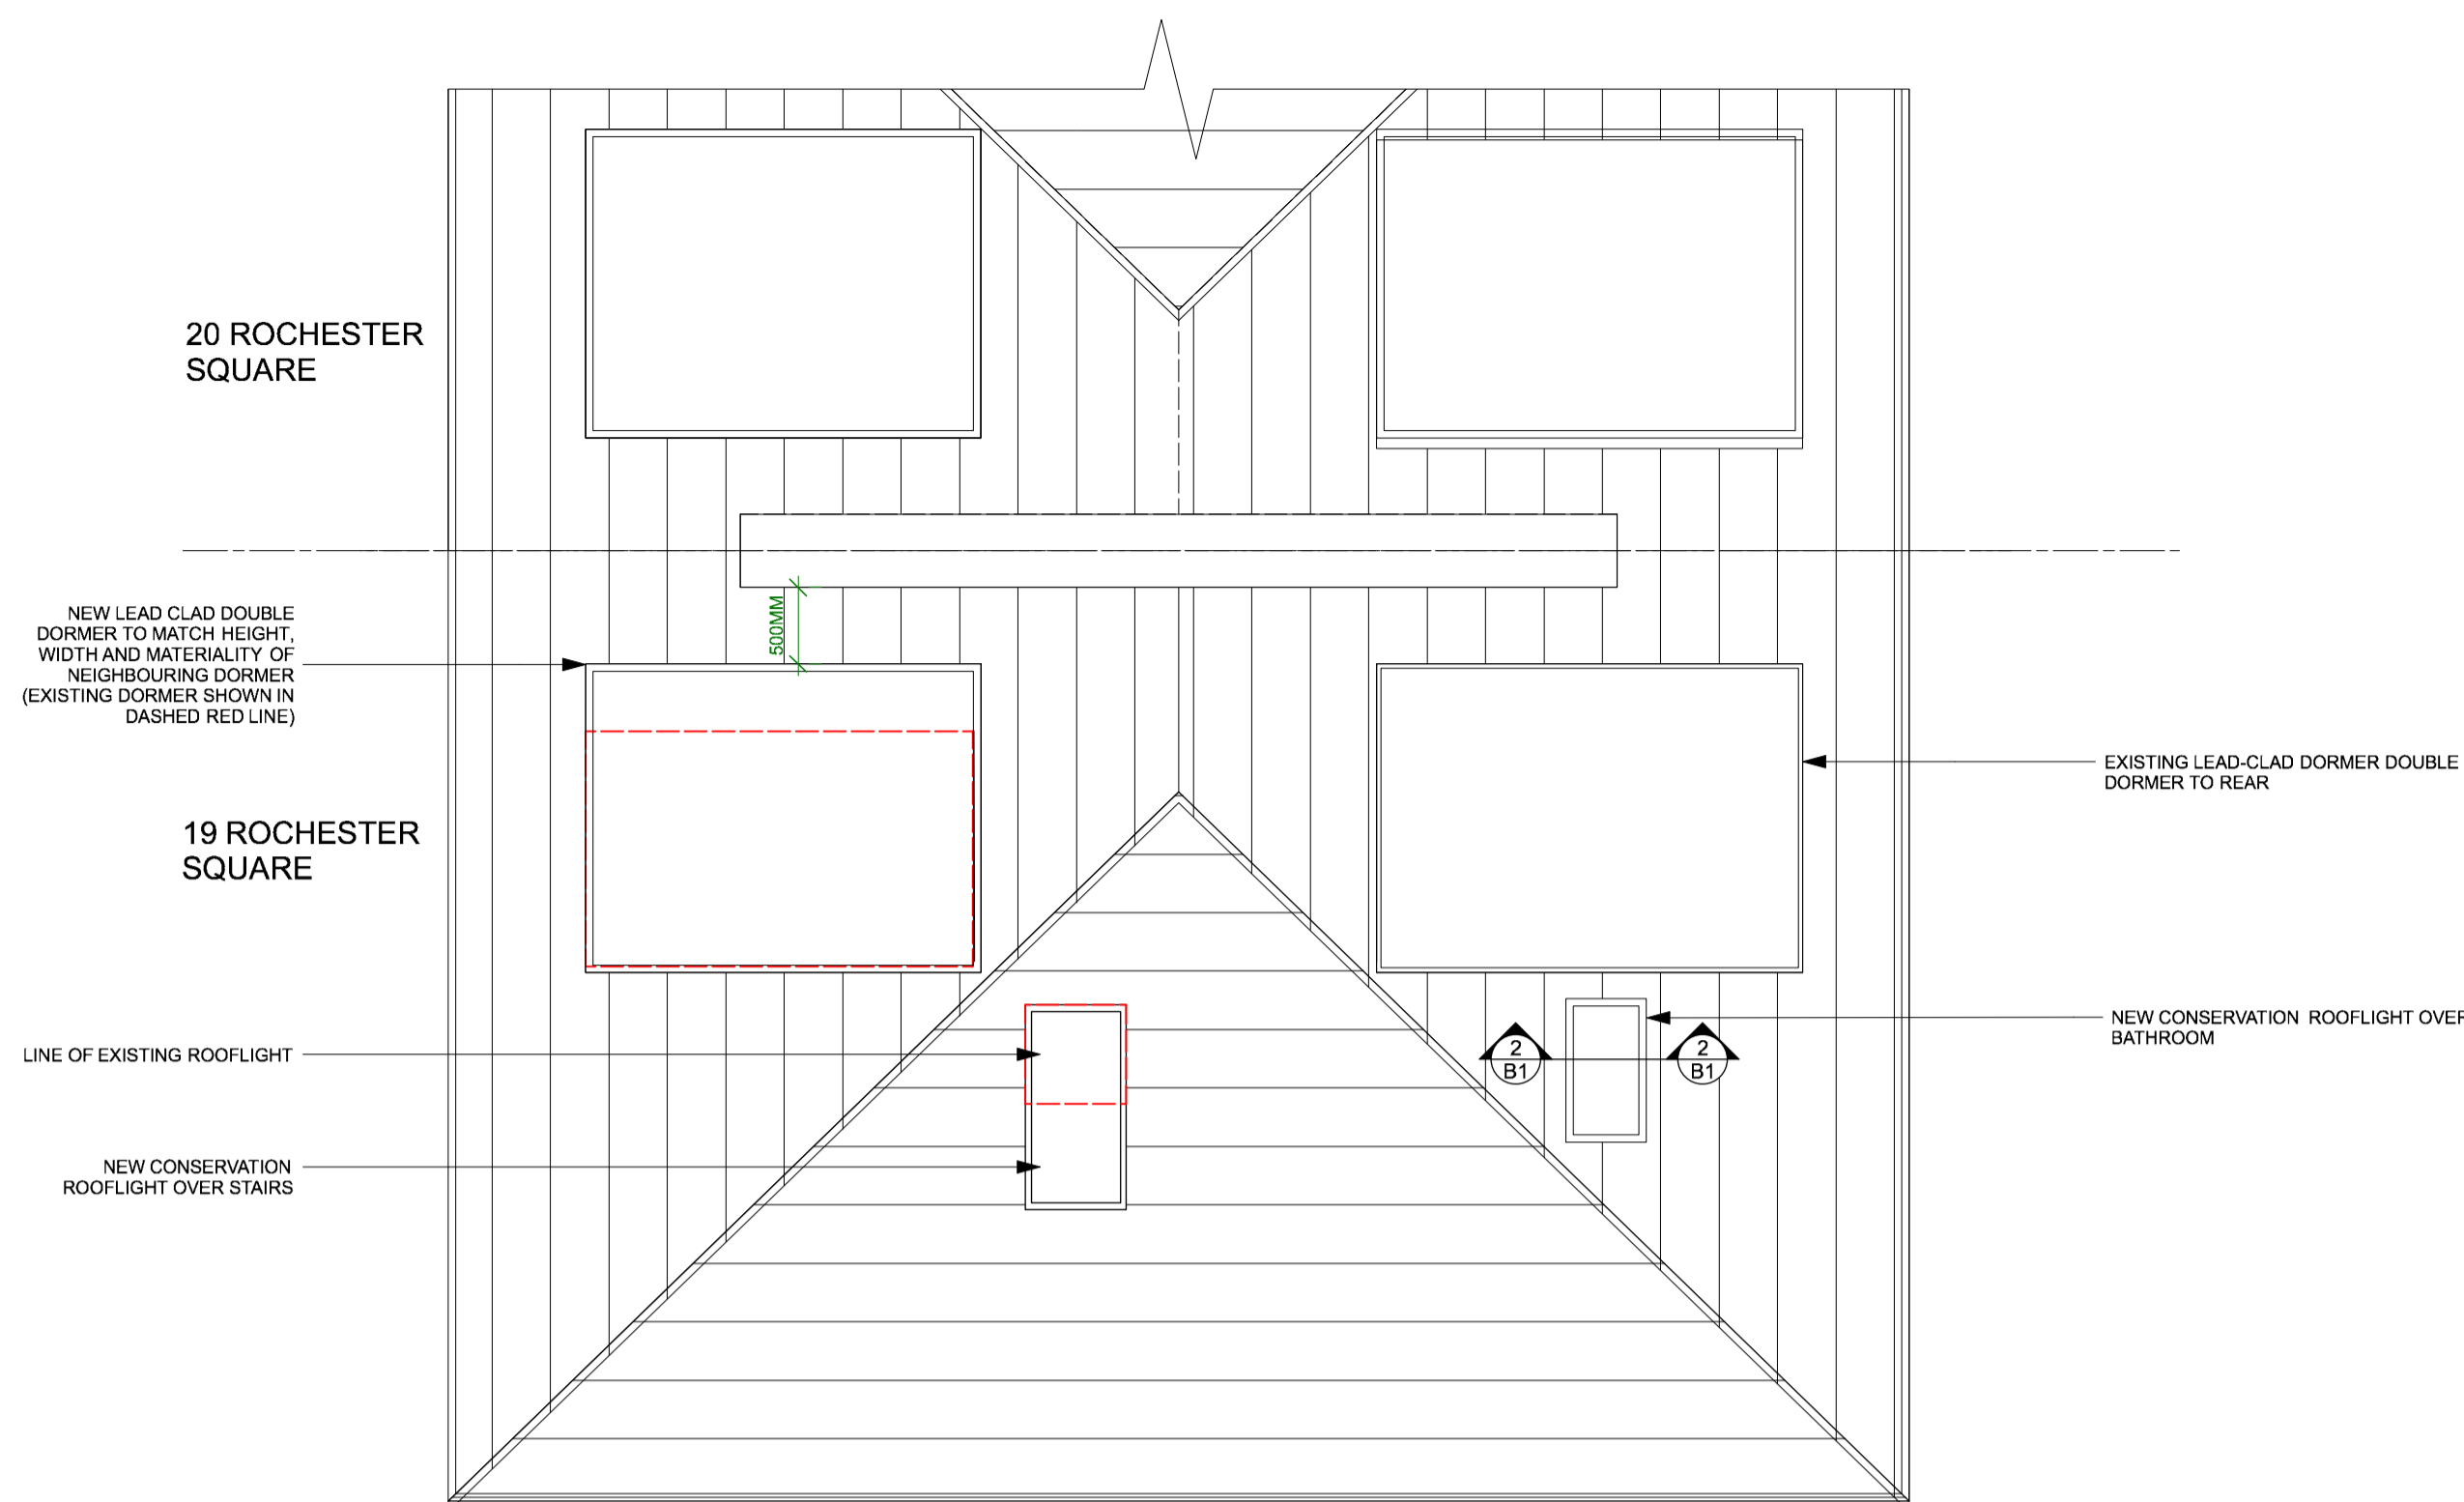 20 ROCHESTER
SQUARE
NEW LEAD CLAD DOUBLE
DORMER TO MATCH HEIGHT,
WIDTH AND MATERIALITY OF
NEIGHBOURING DORMER
(EXISTING DORMER SHOWN IN
DASHED RED LINE)
500MM
EXISTING LEAD-CLAD DORMER DOUBLE
DORMER TO REAR
19 ROCHESTER
SQUARE
NEW CONSERVATION ROOFLIGHT OVER
BATHROOM
2
B1
2
B1
LINE OF EXISTING ROOFLIGHT
NEW CONSERVATION
ROOFLIGHT OVER STAIRS